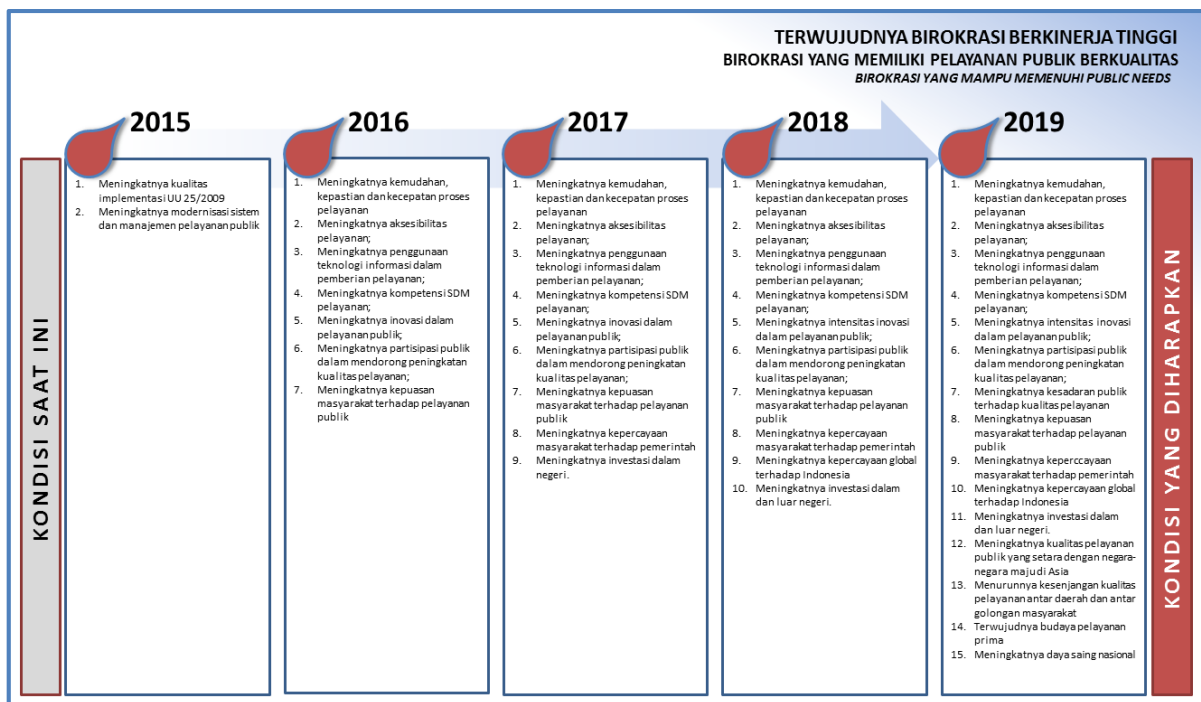 TERWUJUDNYA BIROKRASI BERKINERJA TINGGI
BIROKRASI YANG MEMILIKI PELAYANAN PUBLIK BERKUALITAS
BIROKRASI YANG MAMPU MEMENUHI PUBLIC NEEDS
KONDISI SAAT INI
2015
1. Meningkatnya kualitas
implementasi UU 25/2009
2. Meningkatnya modernisasi sistem
dan manajemen pelayanan publik
2016
1. Meningkatnya kemudahan,
kepastian dan kecepatan proses
pelayanan
2. Meningkatnya aksesibilitas
pelayanan;
3. Meningkatnya penggunaan
teknologi informasi dalam
pemberian pelayanan;
4. Meningkatnya kompetensi SDM
pelayanan;
5. Meningkatnya inovasi dalam
pelayanan publik;
6. Meningkatnya partisipasi publik
dalam mendorong peningkatan
kualitas pelayanan;
7. Meningkatnya kepuasan
masyarakat terhadap pelayanan
publik
2017
1. Meningkatnya kemudahan,
kepastian dan kecepatan proses
pelayanan
2. Meningkatnya aksesibilitas
pelayanan;
3. Meningkatnya penggunaan
teknologi informasi dalam
pemberian pelayanan;
4. Meningkatnya kompetensi SDM
pelayanan;
5. Meningkatnya inovasi dalam
pelayanan publik;
6. Meningkatnya partisipasi publik
dalam mendorong peningkatan
kualitas pelayanan;
7. Meningkatnya kepuasan
masyarakat terhadap pelayanan
publik
8. Meningkatnya kepercayaan
masyarakat terhadap pemerintah
9. Meningkatnya investasi dalam
negeri.
2018
1. Meningkatnya kemudahan,
kepastian dan kecepatan proses
pelayanan
2. Meningkatnya aksesibilitas
pelayanan;
3. Meningkatnya penggunaan
teknologi informasi dalam
pemberian pelayanan;
4. Meningkatnya kompetensi SDM
pelayanan;
5. Meningkatnya intensitas inovasi
dalam pelayanan publik;
6. Meningkatnya partisipasi publik
dalam mendorong peningkatan
kualitas pelayanan;
7. Meningkatnya kepuasan
masyarakat terhadap pelayanan
publik
8. Meningkatnya kepercayaan
masyarakat terhadap pemerintah
9. Meningkatnya kepercayaan global
terhadap Indonesia
10. Meningkatnya investasi dalam
dan luar negeri.
2019
1. Meningkatnya kemudahan,
kepastian dan kecepatan proses
pelayanan
2. Meningkatnya aksesibilitas
pelayanan;
3. Meningkatnya penggunaan
teknologi informasi dalam
pemberian pelayanan;
4. Meningkatnya kompetensi SDM
pelayanan;
5. Meningkatnya intensitas inovasi
dalam pelayanan publik;
6. Meningkatnya partisipasi publik
dalam mendorong peningkatan
kualitas pelayanan;
7. Meningkatnya kesadaran publik
terhadap kualitas pelayanan
8. Meningkatnya kepuasan
masyarakat terhadap pelayanan
publik
9. Meningkatnya keperccayaan
masyarakat terhadap pemerintah
10. Meningkatnya kepercayaan global
terhadap Indonesia
11. Meningkatnya investasi dalam
dan luar negeri.
12. Meningkatnya kualitas pelayanan
publik yang setara dengan negara-
negara maju di Asia
13. Menurunnya kesenjangan kualitas
pelayanan antar daerah dan antar
golongan masyarakat
14. Terwujudnya budaya pelayanan
prima
15. Meningkatnya daya saing nasional
KONDISI YANG DIHARAPKAN